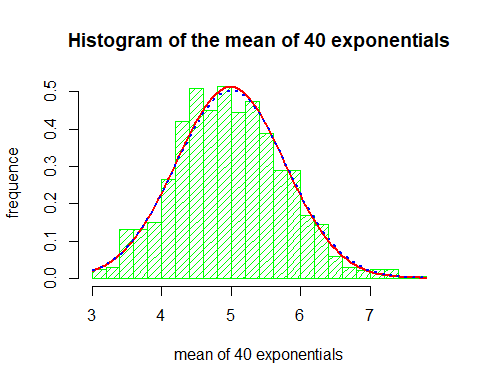 Histogram of the mean of 40 exponentials
frequence
0.5
0.4
0.3
0.2
0.1
0.0
3 4 5 6 7
mean of 40 exponentials